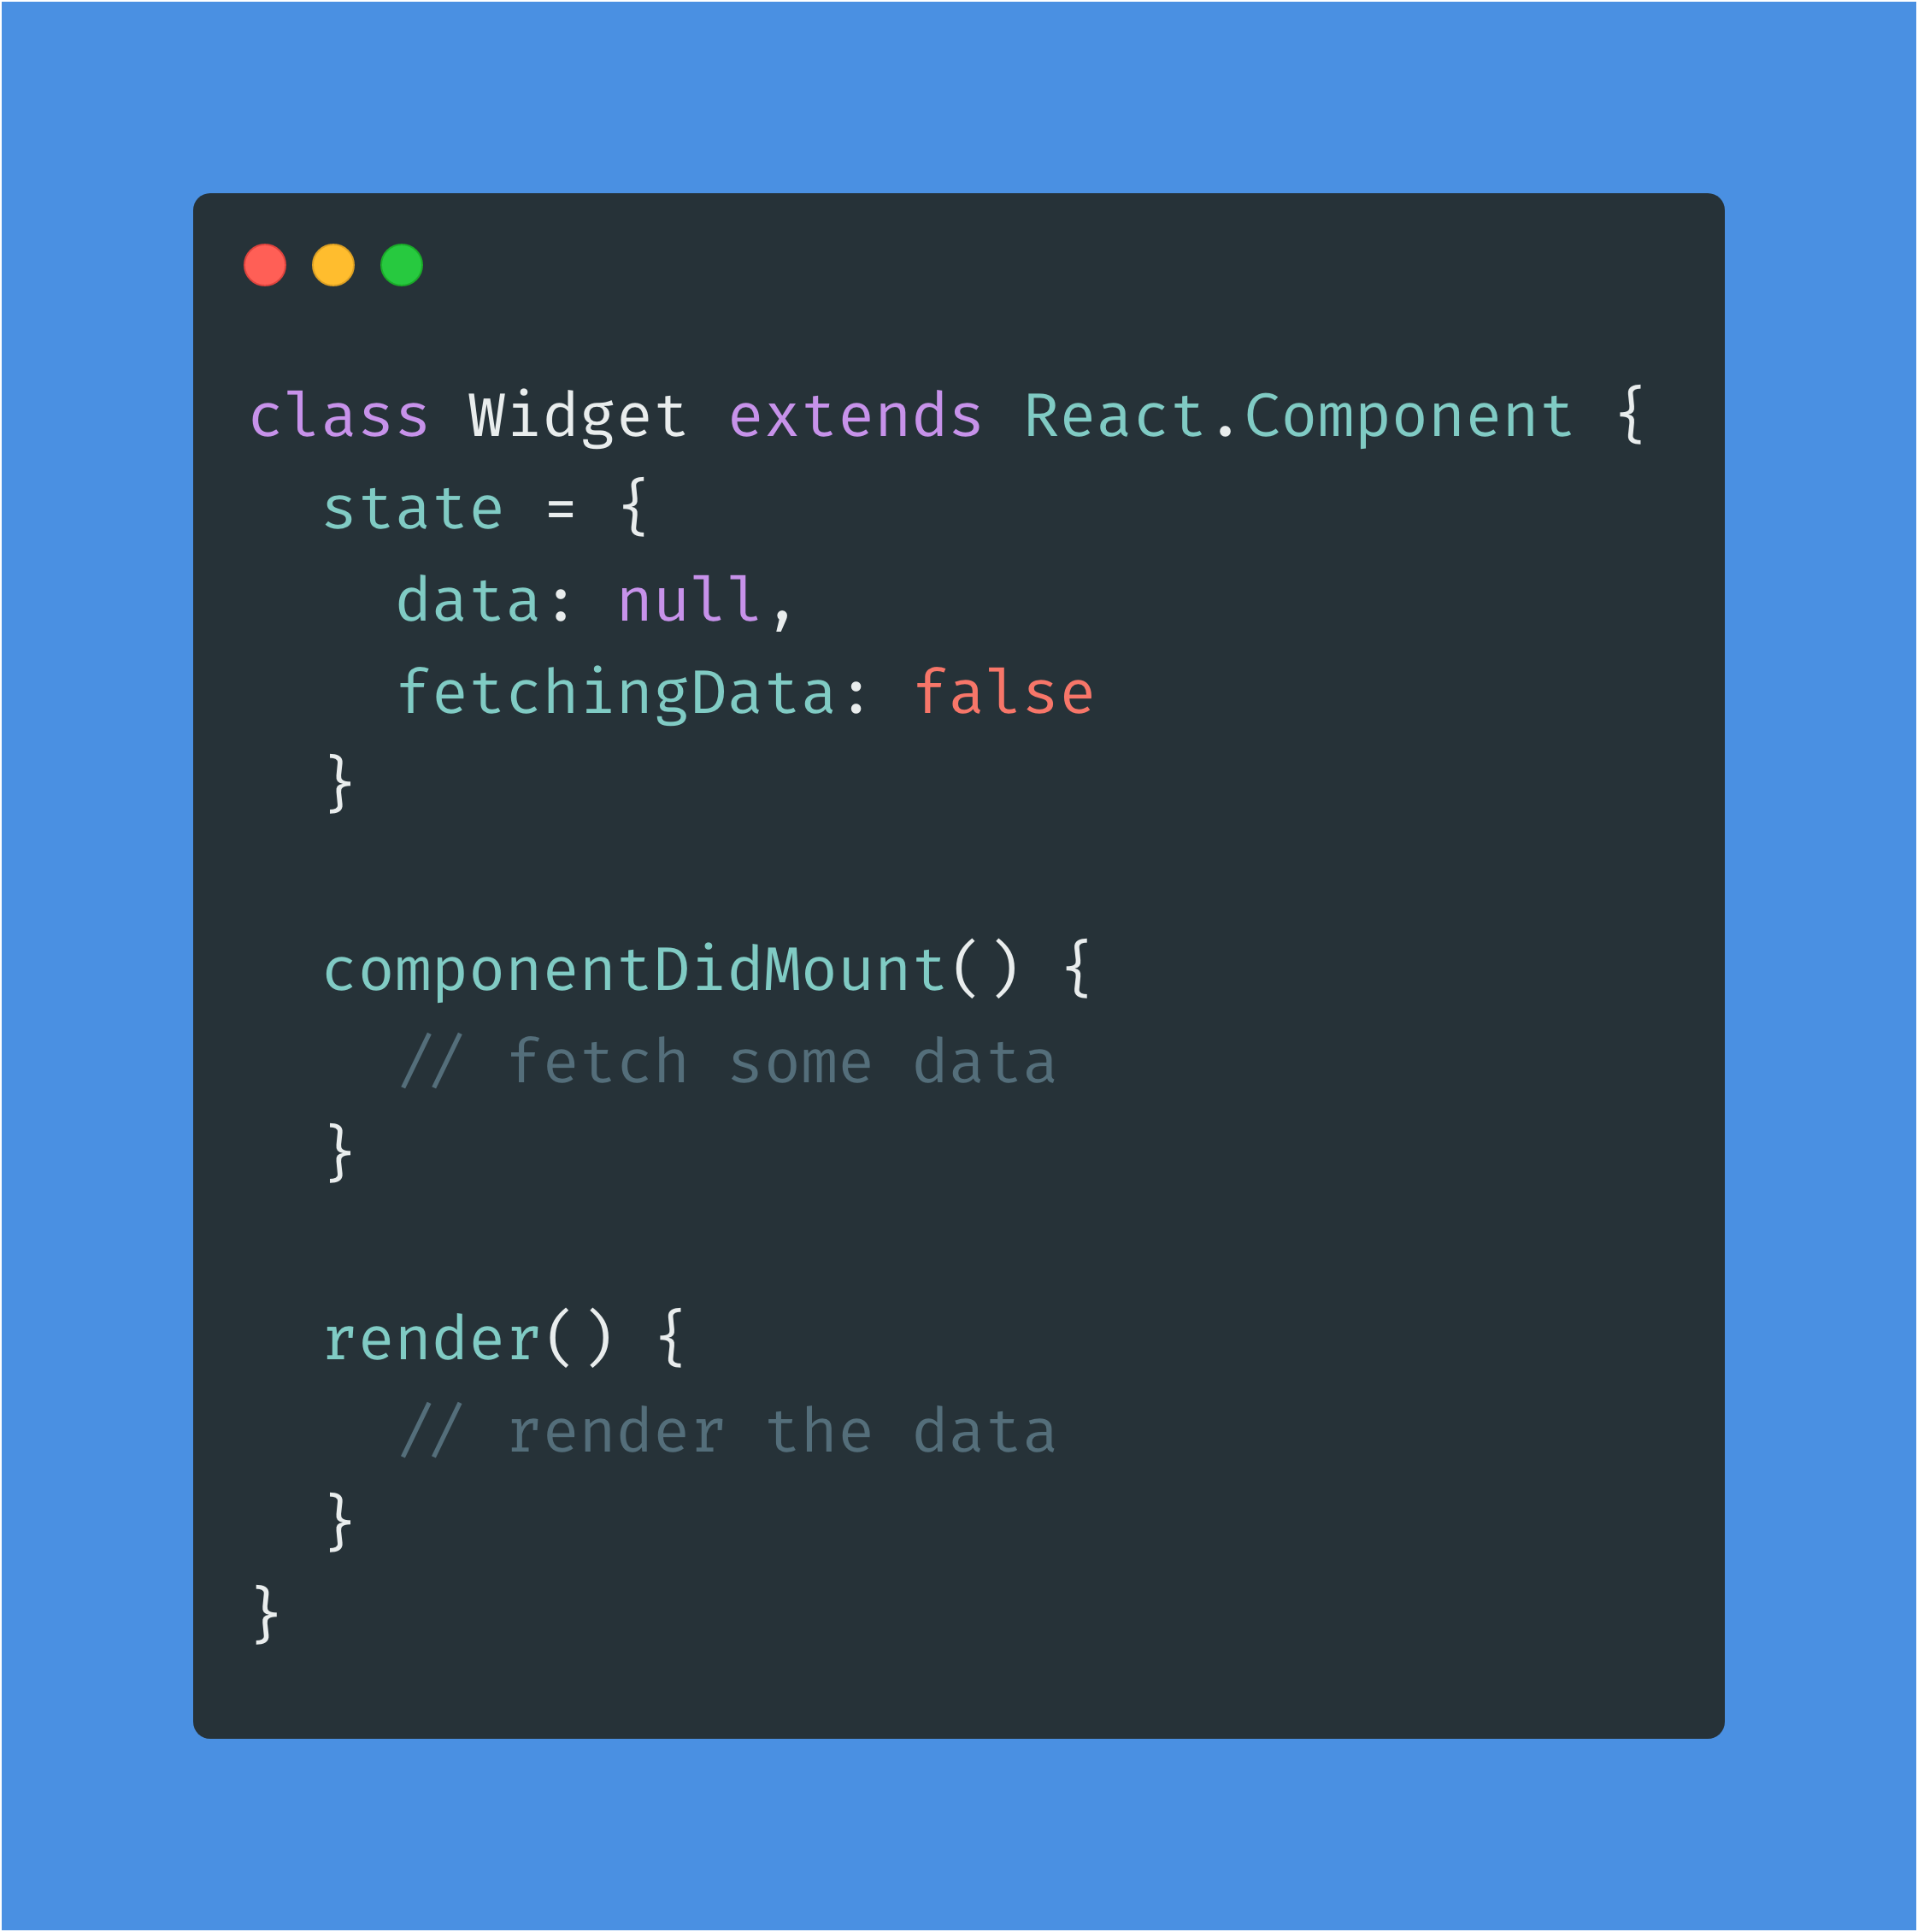 class Widget extends React.Component {
  state = {
    data: null,
    fetchingData: false
  }

  componentDidMount() {
    // fetch some data
  }

  render() {
    // render the data
  }
}